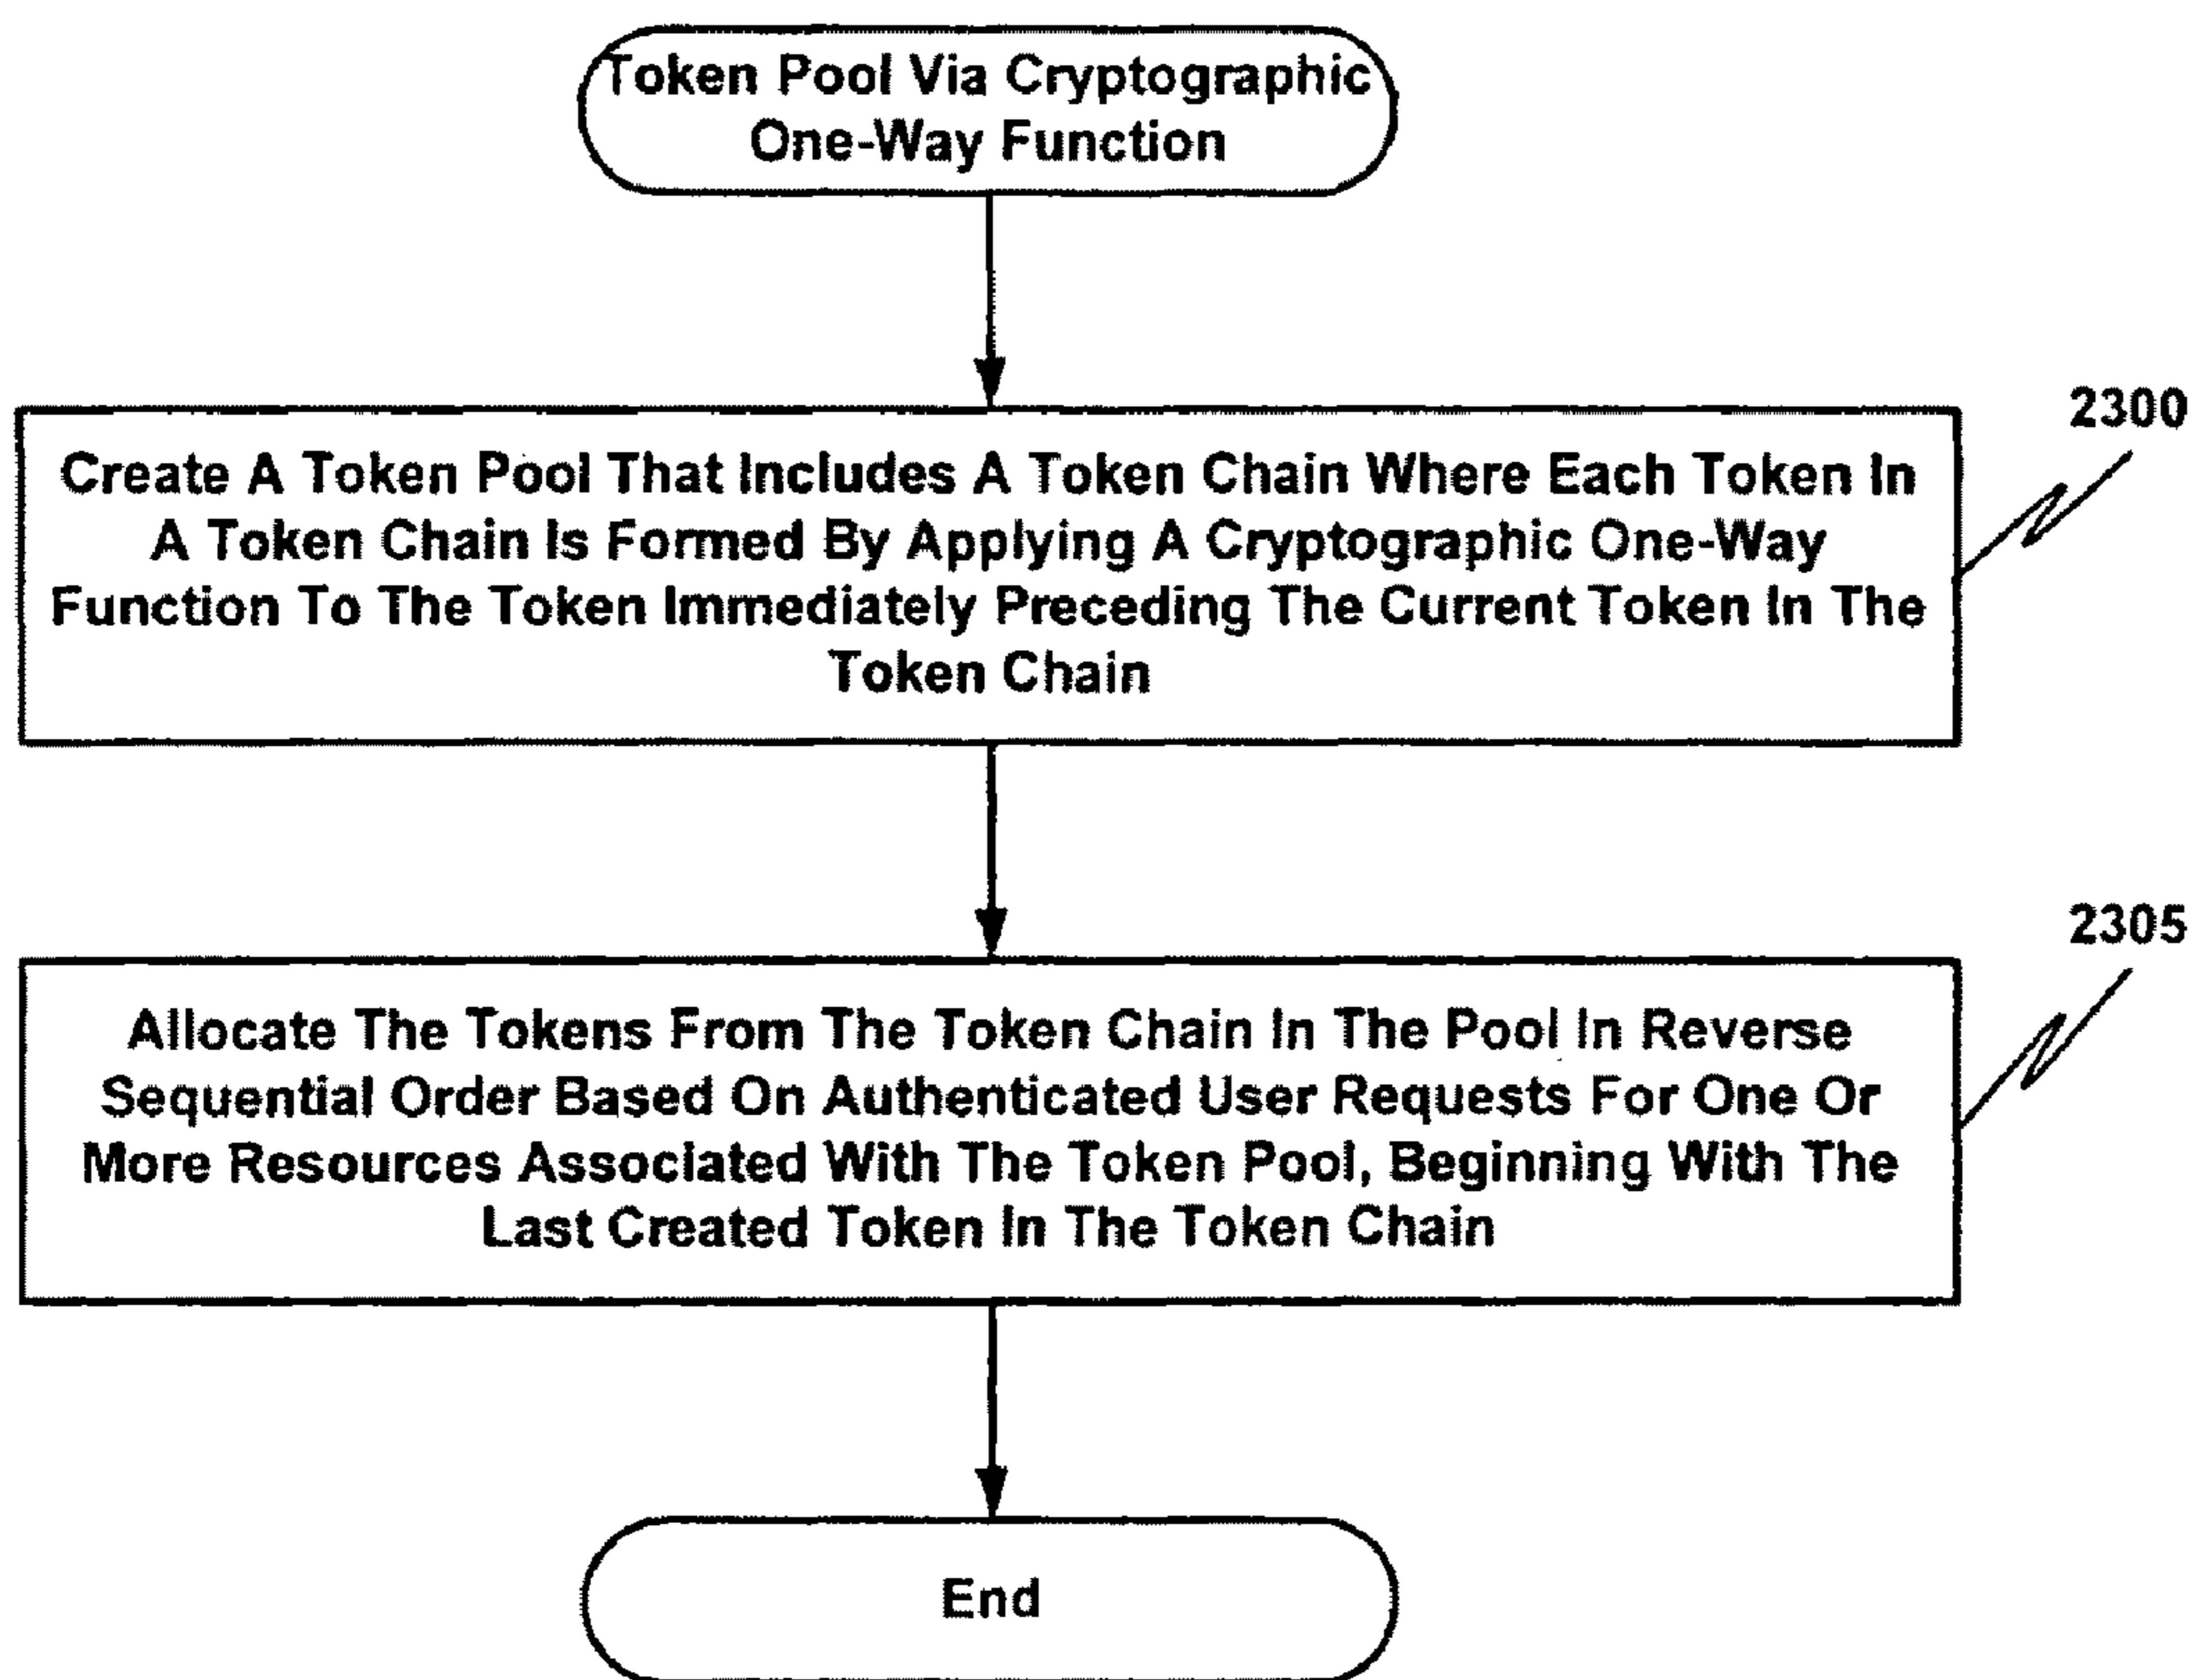 Token Pool Via Cryptographic
One-Way Function
2300
Create A Token Pool That Includes A Token Chain Where Each Token In
A Token Chain Is Formed By Applying A Cryptographic One-Way
Function To The Token Immediately Preceding The Current Token In The
Token Chain
2305
Allocate The Tokens From The Token Chain In The Pool In Reverse
Sequential Order Based On Authenticated User Requests For One Or
More Resources Associated With The Token Pool, Beginning With The
Last Created Token In The Token Chain
End